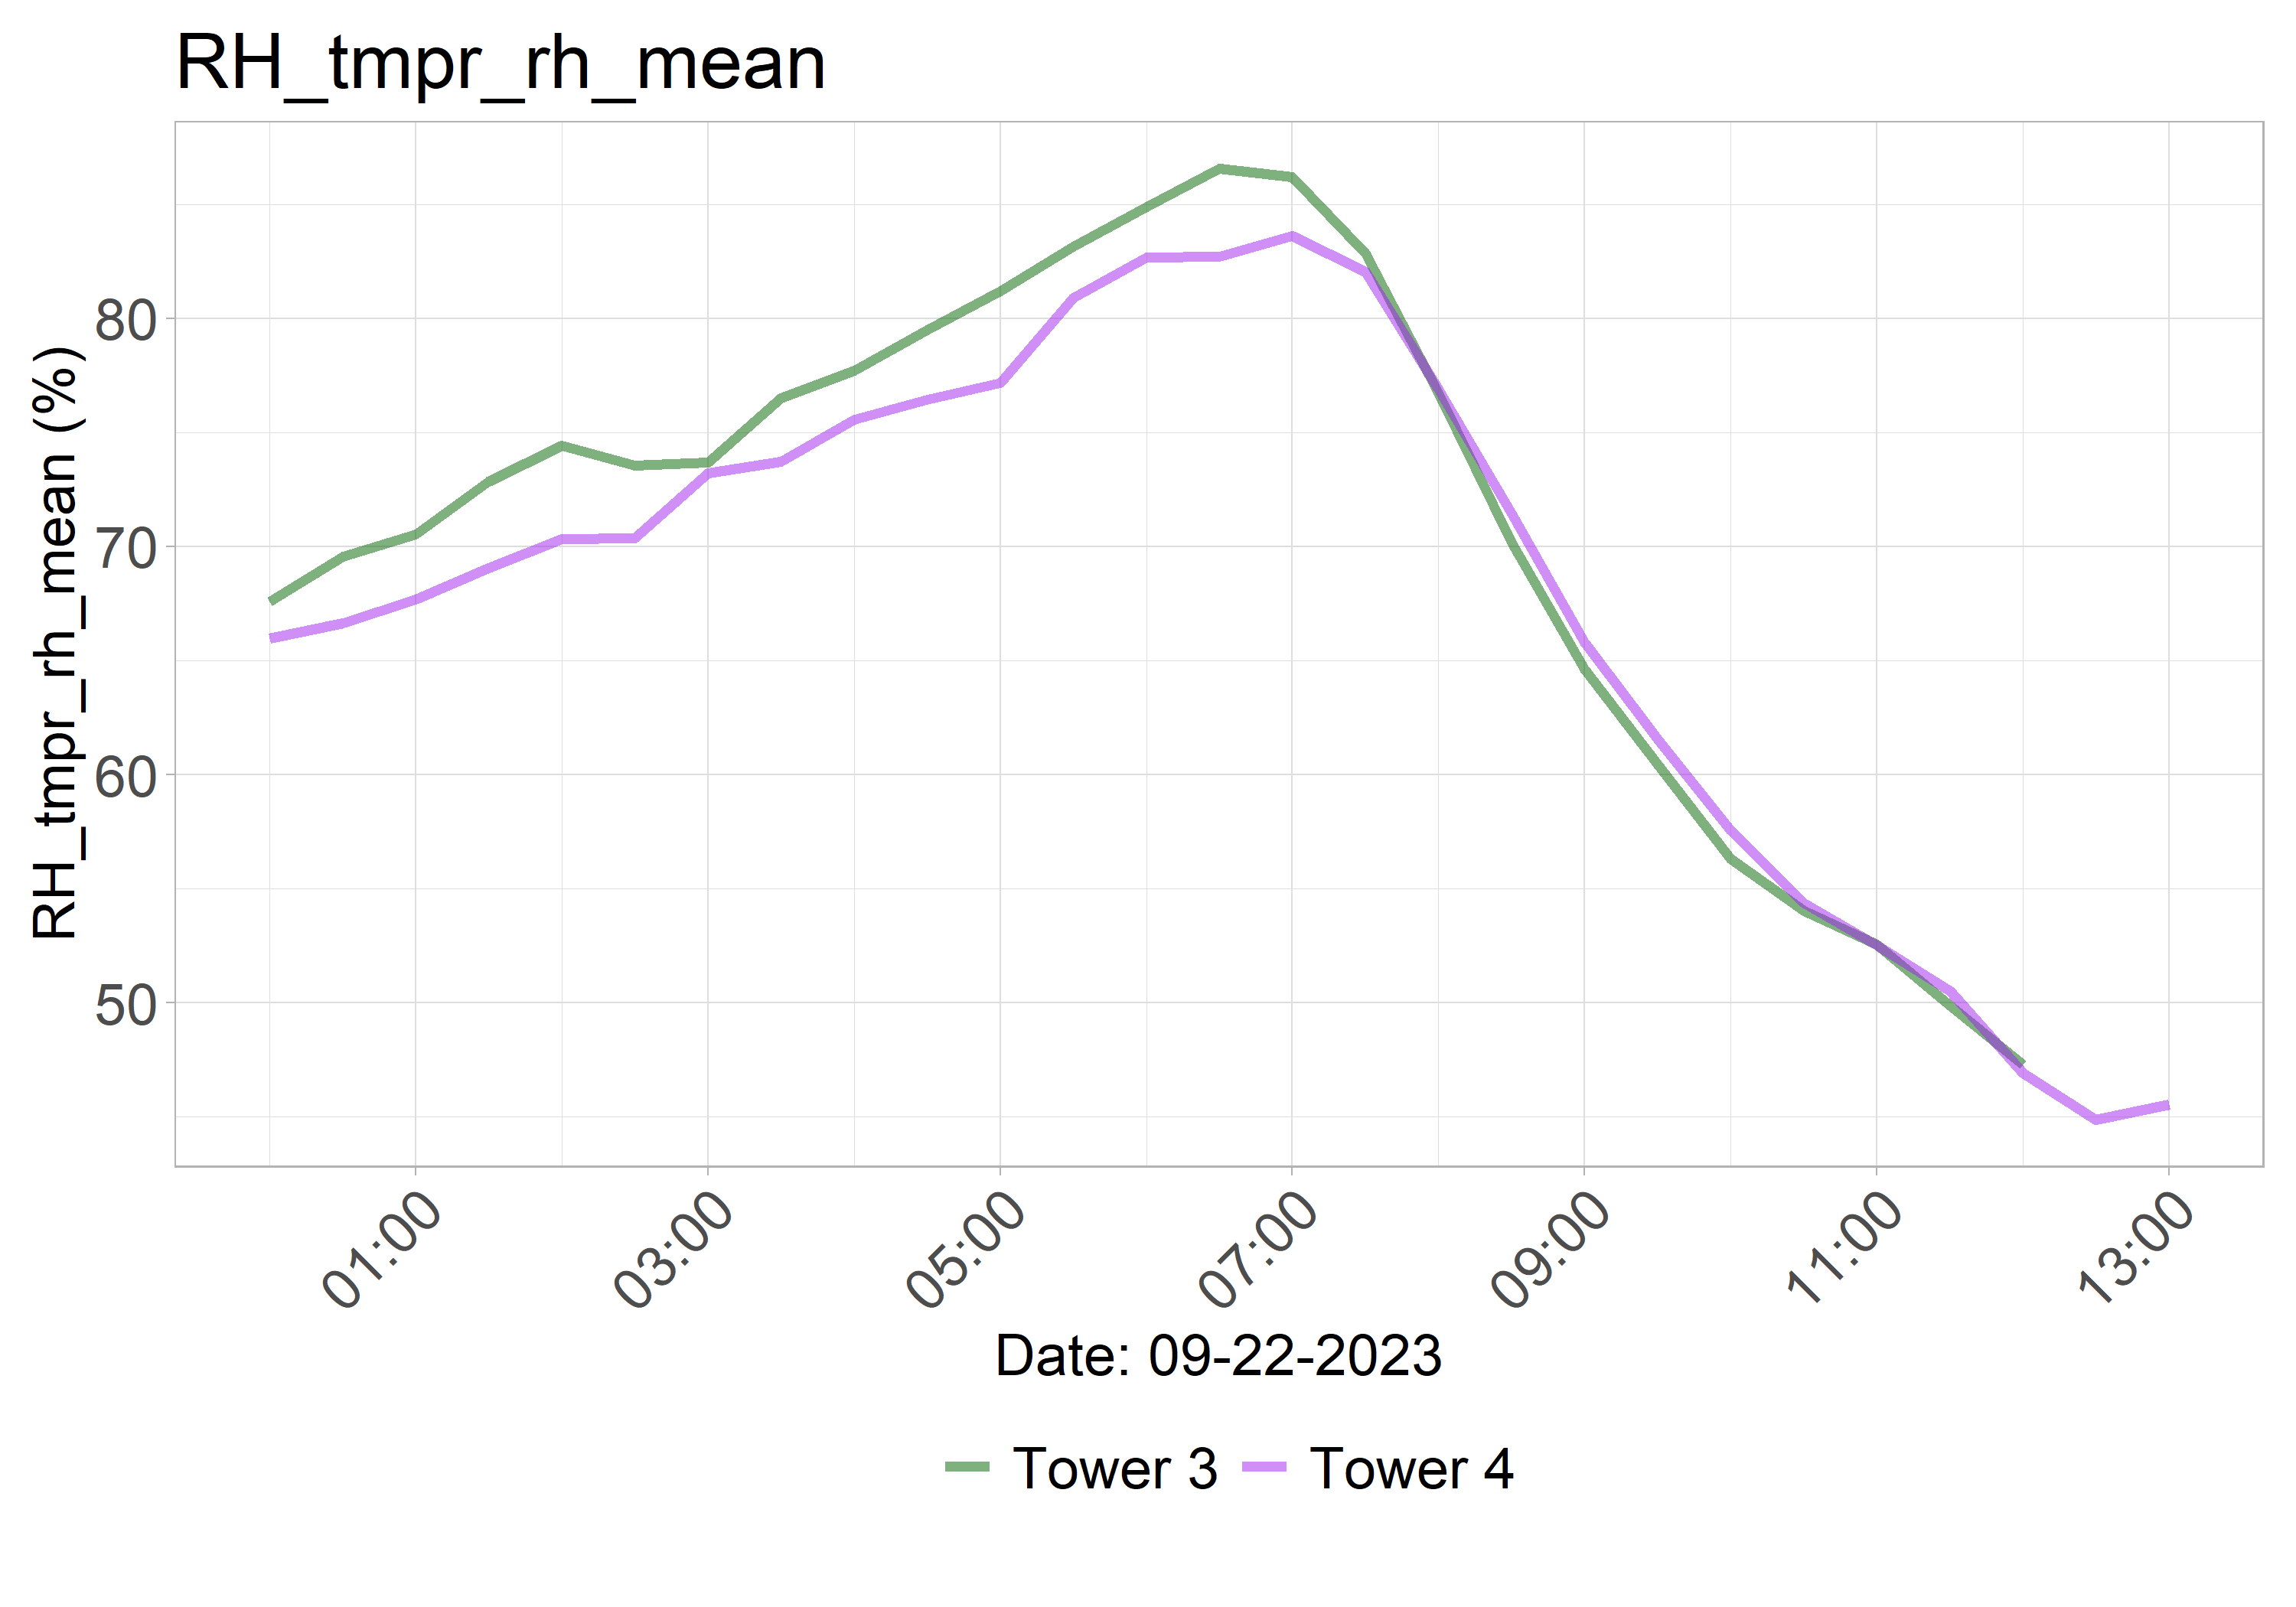 RH_tmpr_rh_mean
RH_tmpr_rh_mean (%)
80
70
60
50
01:00
03:00
05:00
07:00
09:00
11:00
13:00
Date: 09-22-2023
Tower 3
Tower 4